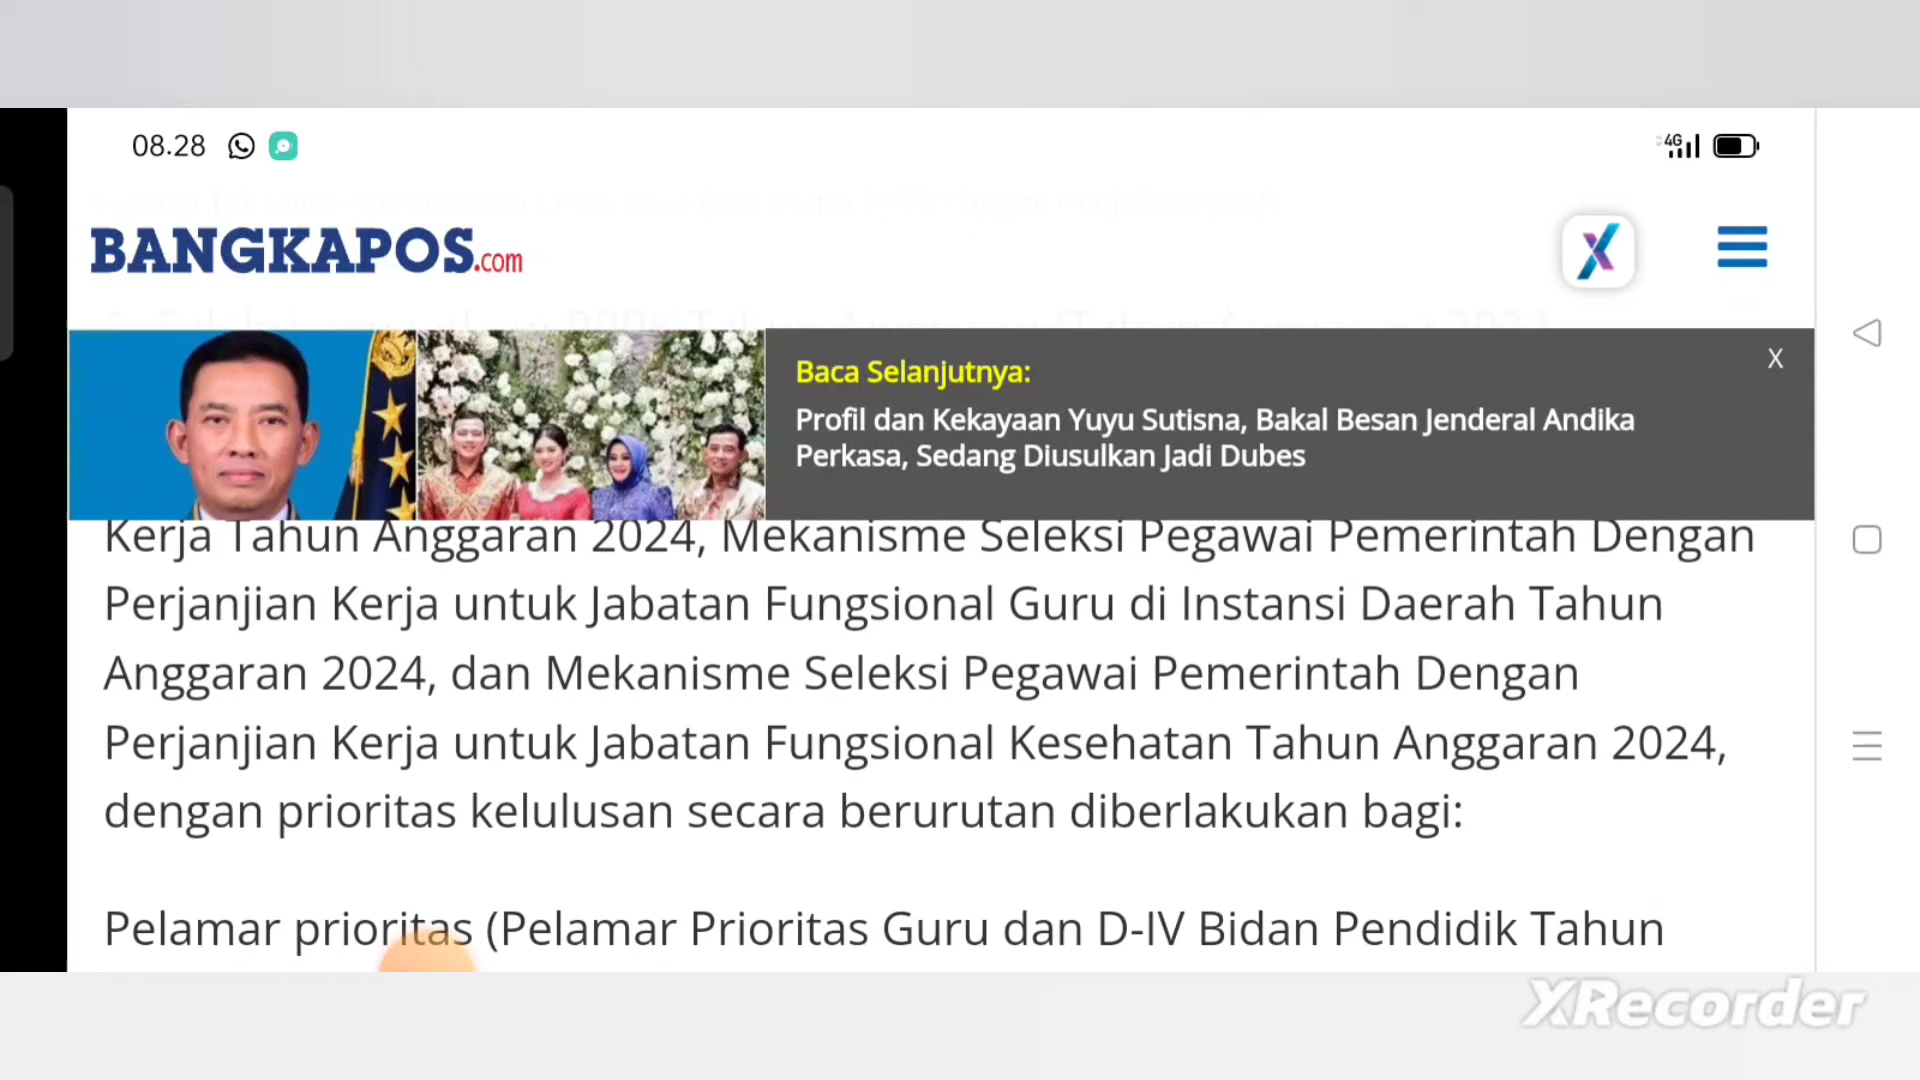 08.28
4G
BANGKAPOS.com
X
Baca Selanjutnya:
Profil dan Kekayaan Yuyu Sutisna, Bakal Besan Jenderal Andika
Perkasa, Sedang Diusulkan Jadi Dubes
Kerja Tahun Anggaran 2024, Mekanisme Seleksi Pegawai Pemerintah Dengan
Perjanjian Kerja untuk Jabatan Fungsional Guru di Instansi Daerah Tahun
Anggaran 2024, dan Mekanisme Seleksi Pegawai Pemerintah Dengan
Perjanjian Kerja untuk Jabatan Fungsional Kesehatan Tahun Anggaran 2024,
dengan prioritas kelulusan secara berurutan diberlakukan bagi:
Pelamar prioritas (Pelamar Prioritas Guru dan D-IV Bidan Pendidik Tahun
XRecorder